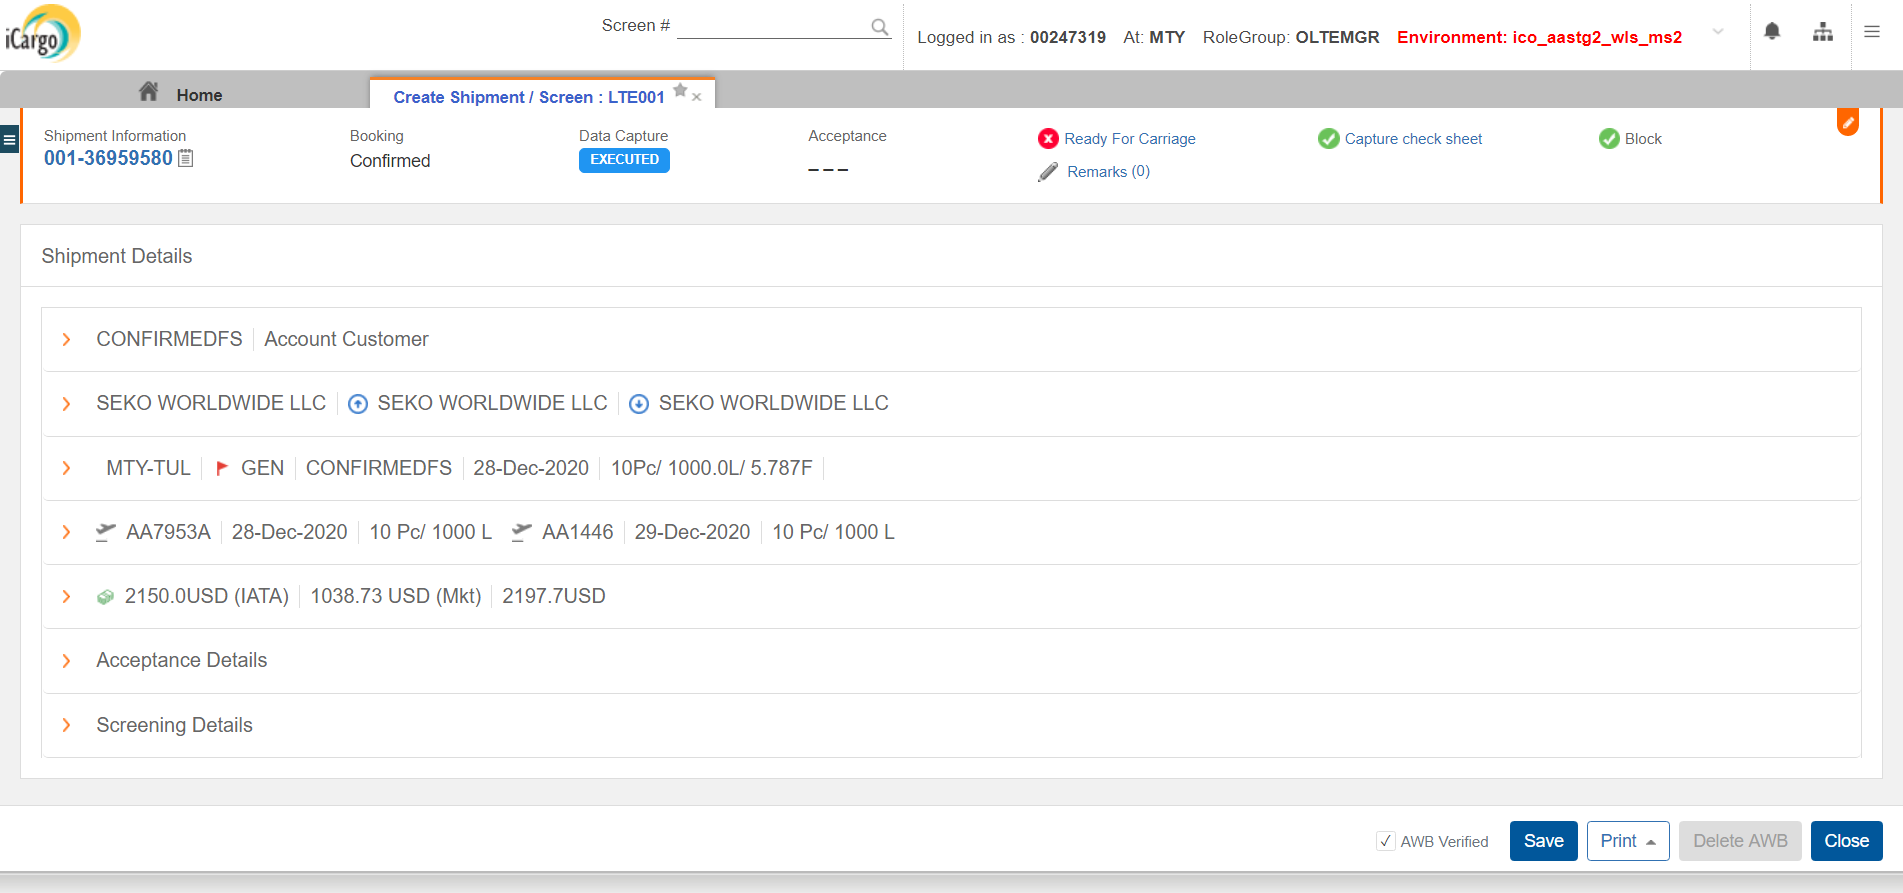 iCargo
Screen #
Logged in as : 00247319 At: MTY RoleGroup: OLTEMGR Environment: ico_aastg2_wls_ms2
Home
Create Shipment / Screen : LTE001
Shipment Information
001-36959580
Booking
Confirmed
Data Capture
EXECUTED
Acceptance
---
Ready For Carriage
Remarks (0)
Capture check sheet
Block
Shipment Details
CONFIRMEDFS Account Customer
SEKO WORLDWIDE LLC SEKO WORLDWIDE LLC SEKO WORLDWIDE LLC
MTY-TUL GEN CONFIRMEDFS 28-Dec-2020 10Pc/ 1000.0L/ 5.787F
AA7953A 28-Dec-2020 10 Pc/ 1000 L AA1446 29-Dec-2020 10 Pc/ 1000 L
2150.0USD (IATA) 1038.73 USD (Mkt) 2197.7USD
Acceptance Details
Screening Details
AWB Verified Save Print Delete AWB Close